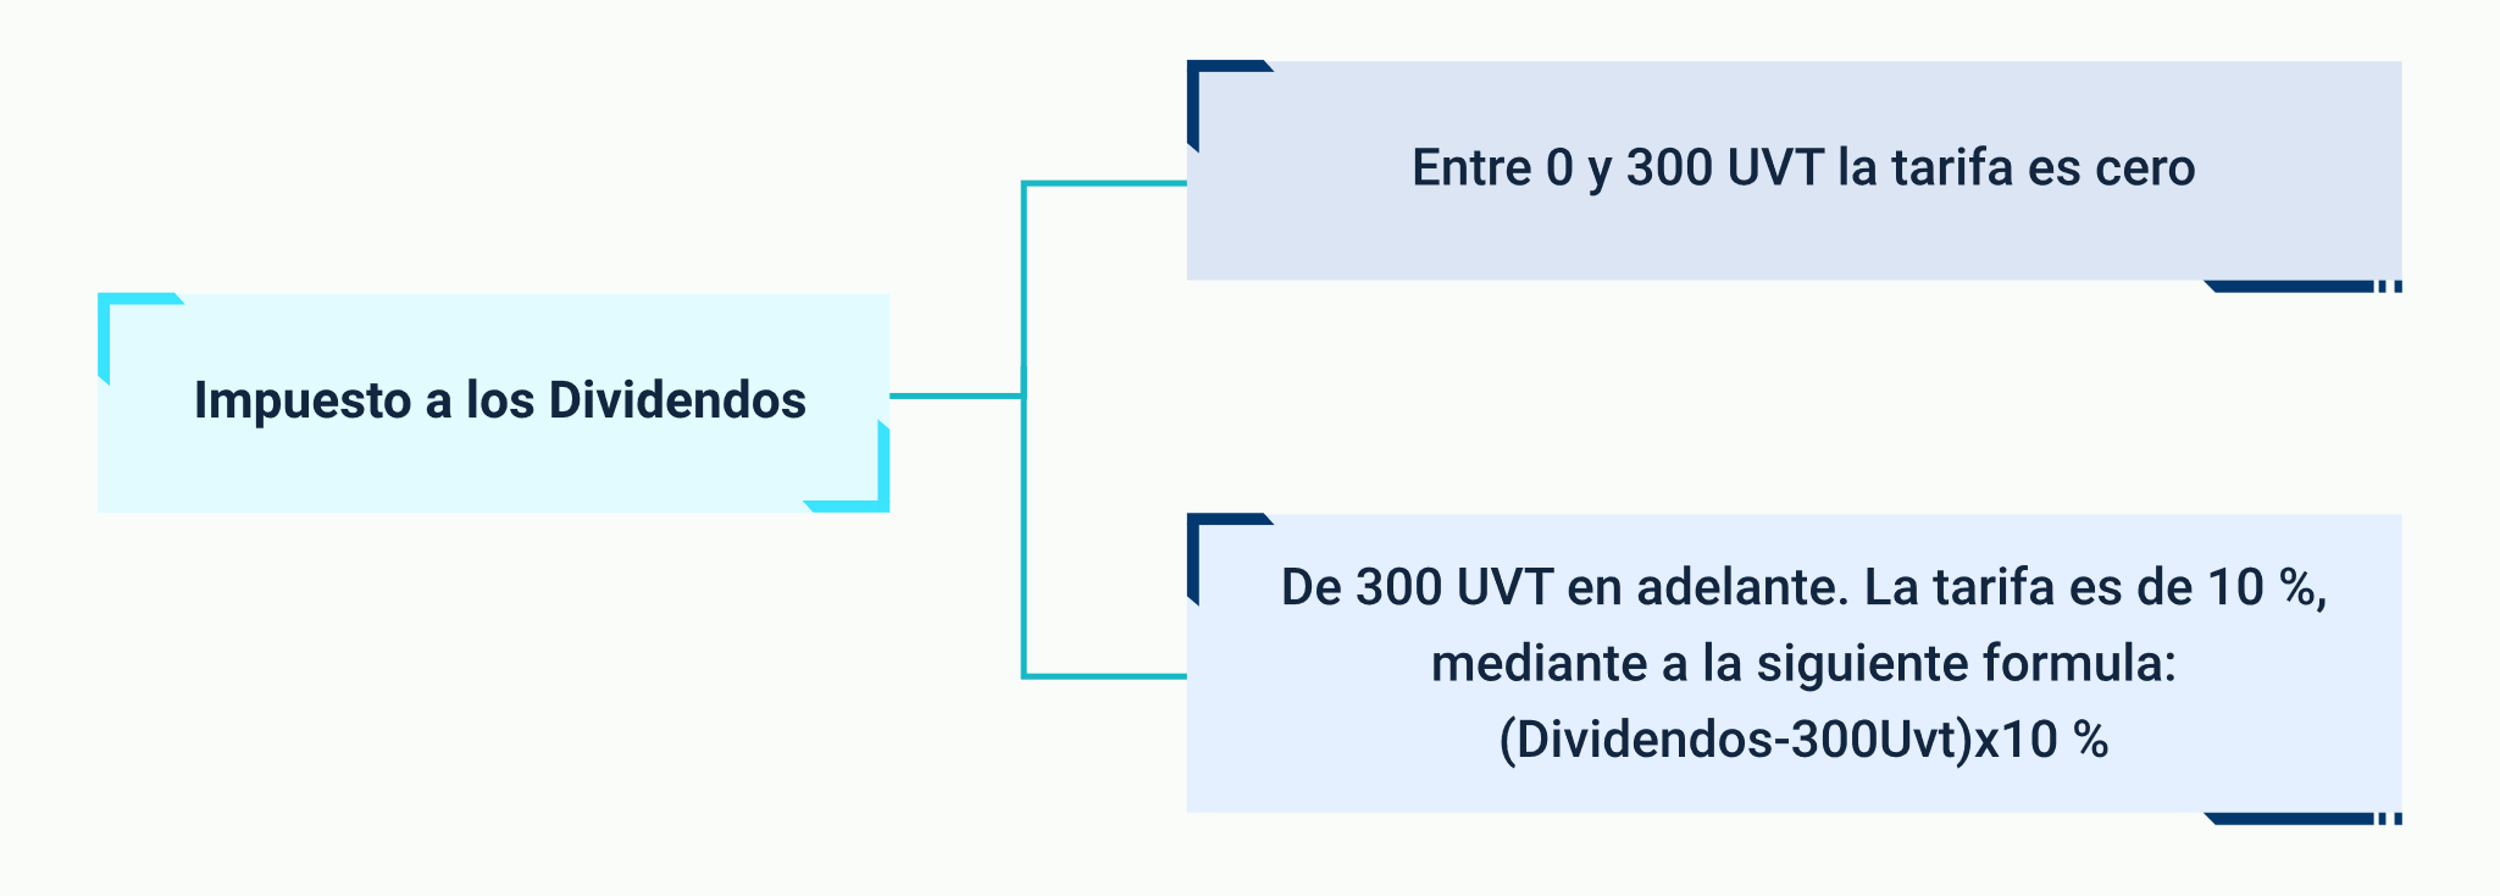 Impuesto a los Dividendos
Entre 0 y 300 UVT la tarifa es cero
De 300 UVT en adelante. La tarifa es de 10 %,
mediante a la siguiente formula:
(Dividendos-300Uvt)x10 %